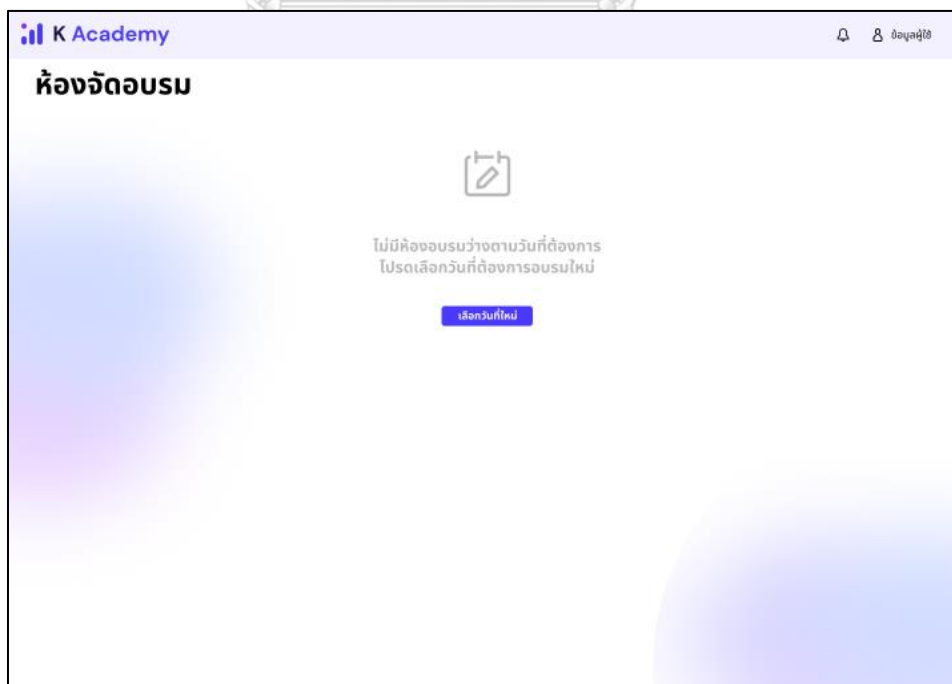 K Academy
ข้อมูลผู้ใช้
ห้องจัดอบรม
ไม่มีห้องอบรมว่างตามวันที่ต้องการ
โปรดเลือกวันที่ต้องการอบรมใหม่
เลือกวันที่ใหม่